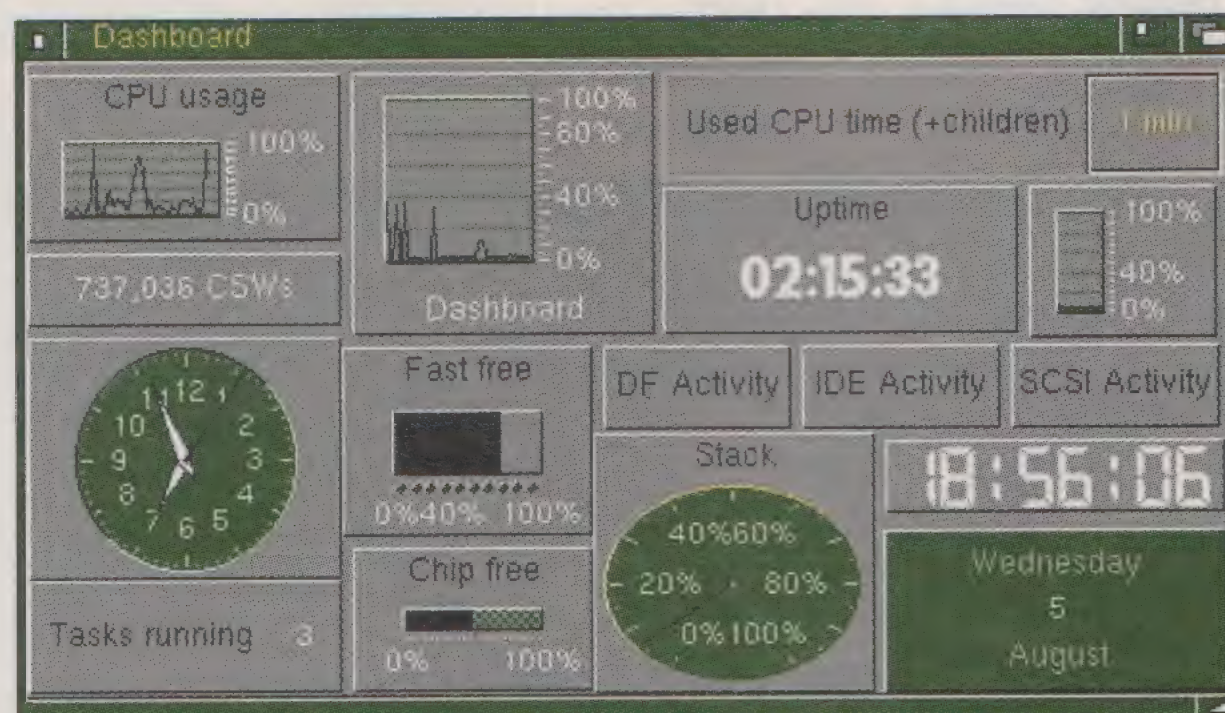 Dashboard
CPU usage
100%
0%
737,036 CSWs
100%
80%
40%
0%
Dashboard
Used CPU time (+children)
1 min
Uptime
02:15:33
100%
40%
0%
12
11 1
10 2
9 3
8 4
7 6 5
Tasks running 3
Fast free
0% 40% 100%
Chip free
0% 100%
DF Activity
IDE Activity
SCSI Activity
Stack
40% 60%
20% 80%
0% 100%
18:56:06
Wednesday
5
August